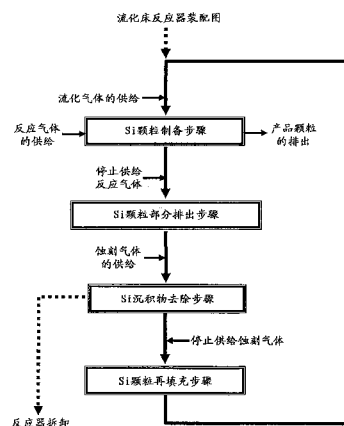 流化床反应器装配图
流化气体的供给
反应气体
的供给
Si颗粒制备步骤
产品颗粒
的排出
停止供给
反应气体
Si颗粒部分排出步骤
蚀刻气体
的供给
Si沉积物去除步骤
停止供给蚀刻气体
Si颗粒再填充步骤
反应器拆卸